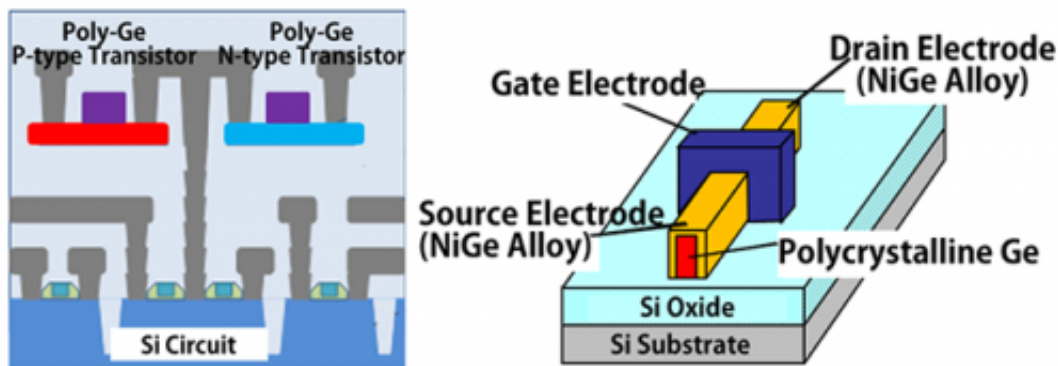 Poly-Ge
P-type Transistor
Poly-Ge
N-type Transistor
Si Circuit
Drain Electrode
(NiGe Alloy)
Gate Electrode
Source Electrode
(NiGe Alloy)
Polycrystalline Ge
Si Oxide
Si Substrate